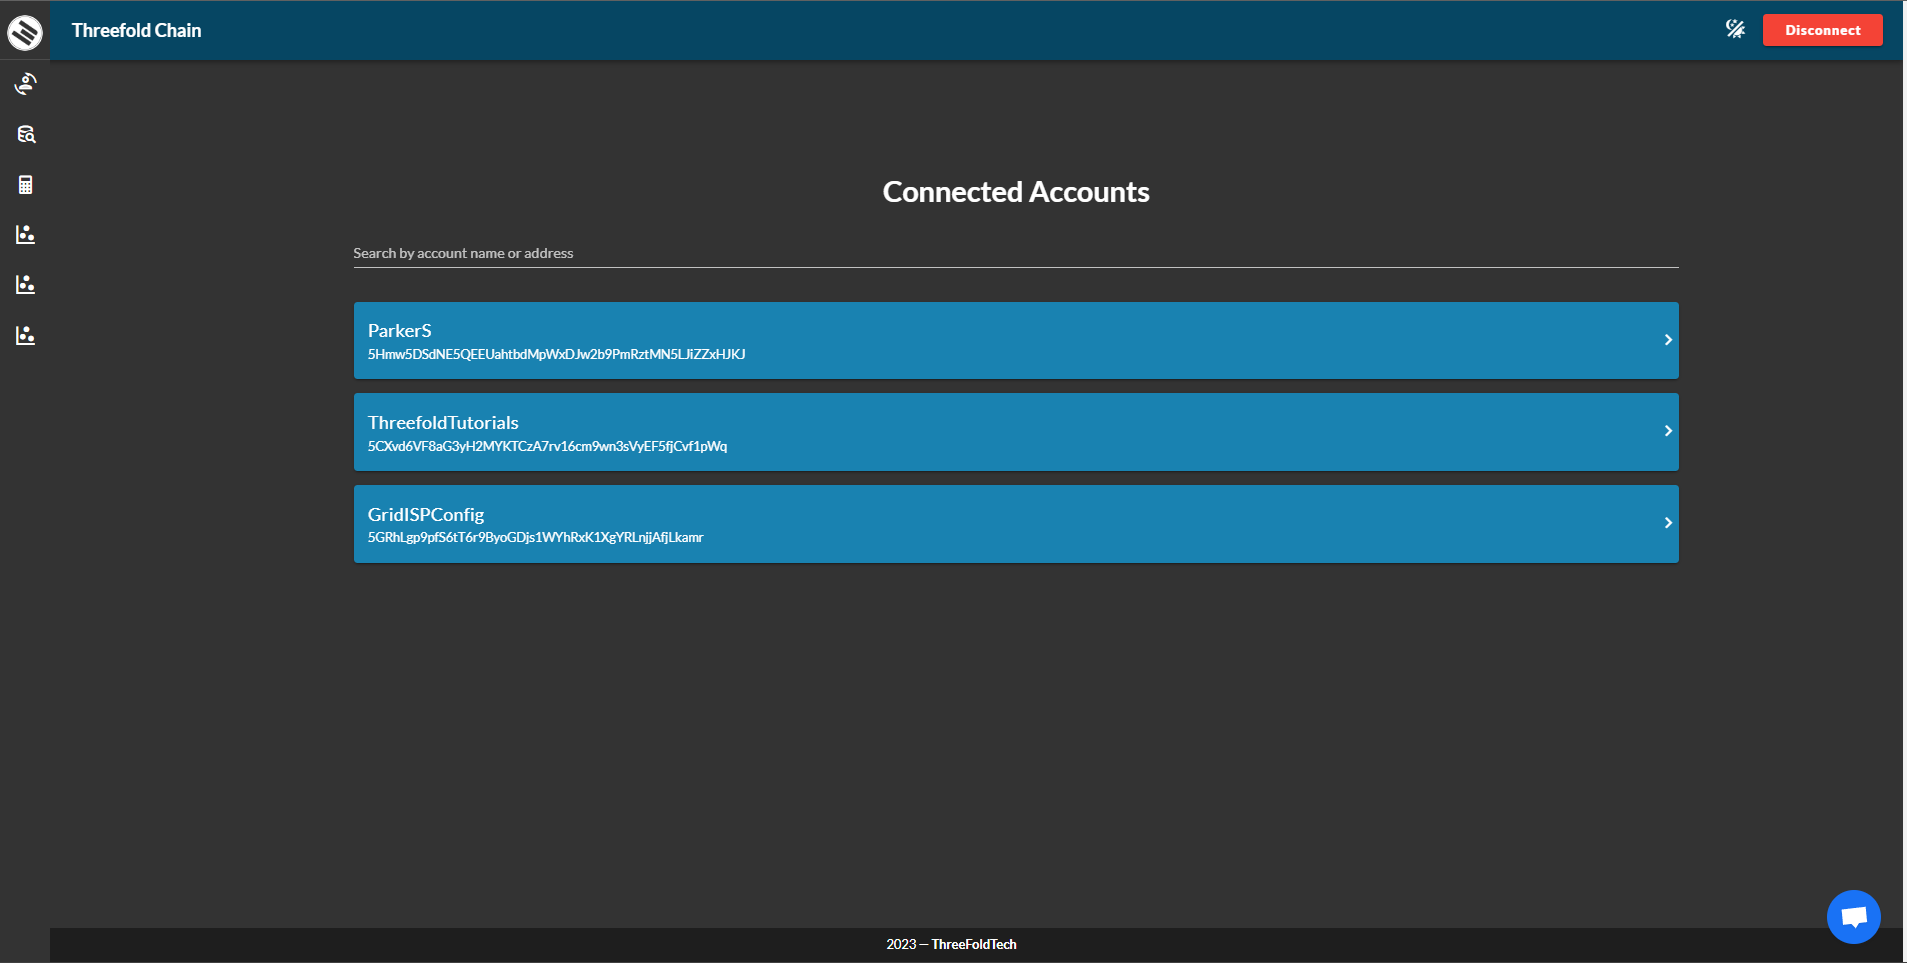 Threefold Chain
Disconnect
Connected Accounts
Search by account name or address
ParkerS
5Hmw5DSdNE5QEEUahtbdMpWxDJw2b9PmRztMN5LJiZZxHJKJ
ThreefoldTutorials
5CXvd6VF8aG3yH2MYKTCzA7rv16cm9wn3sVyEF5fjCvf1pWq
GridISPConfig
5GRhLgp9pfS6tT6r9ByoGDjs1WYhRxK1XgYRLnjjAfjLkamr
2023 — ThreeFoldTech